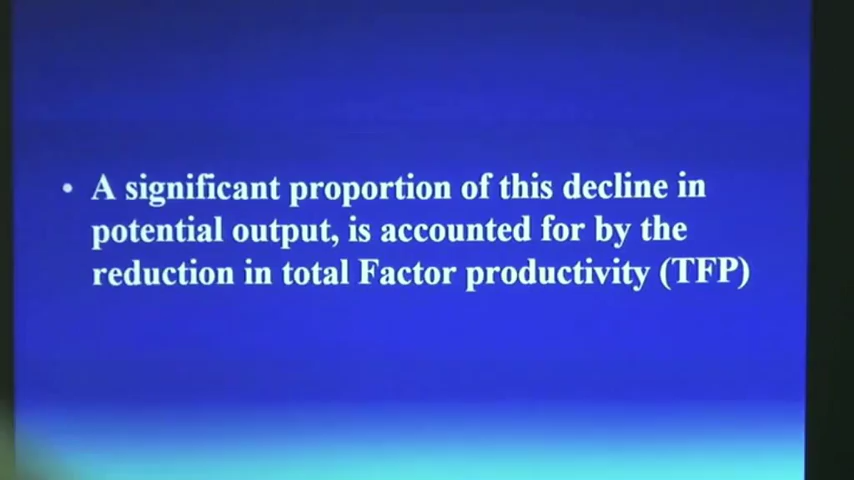 • A significant proportion of this decline in
potential output, is accounted for by the
reduction in total Factor productivity (TFP)